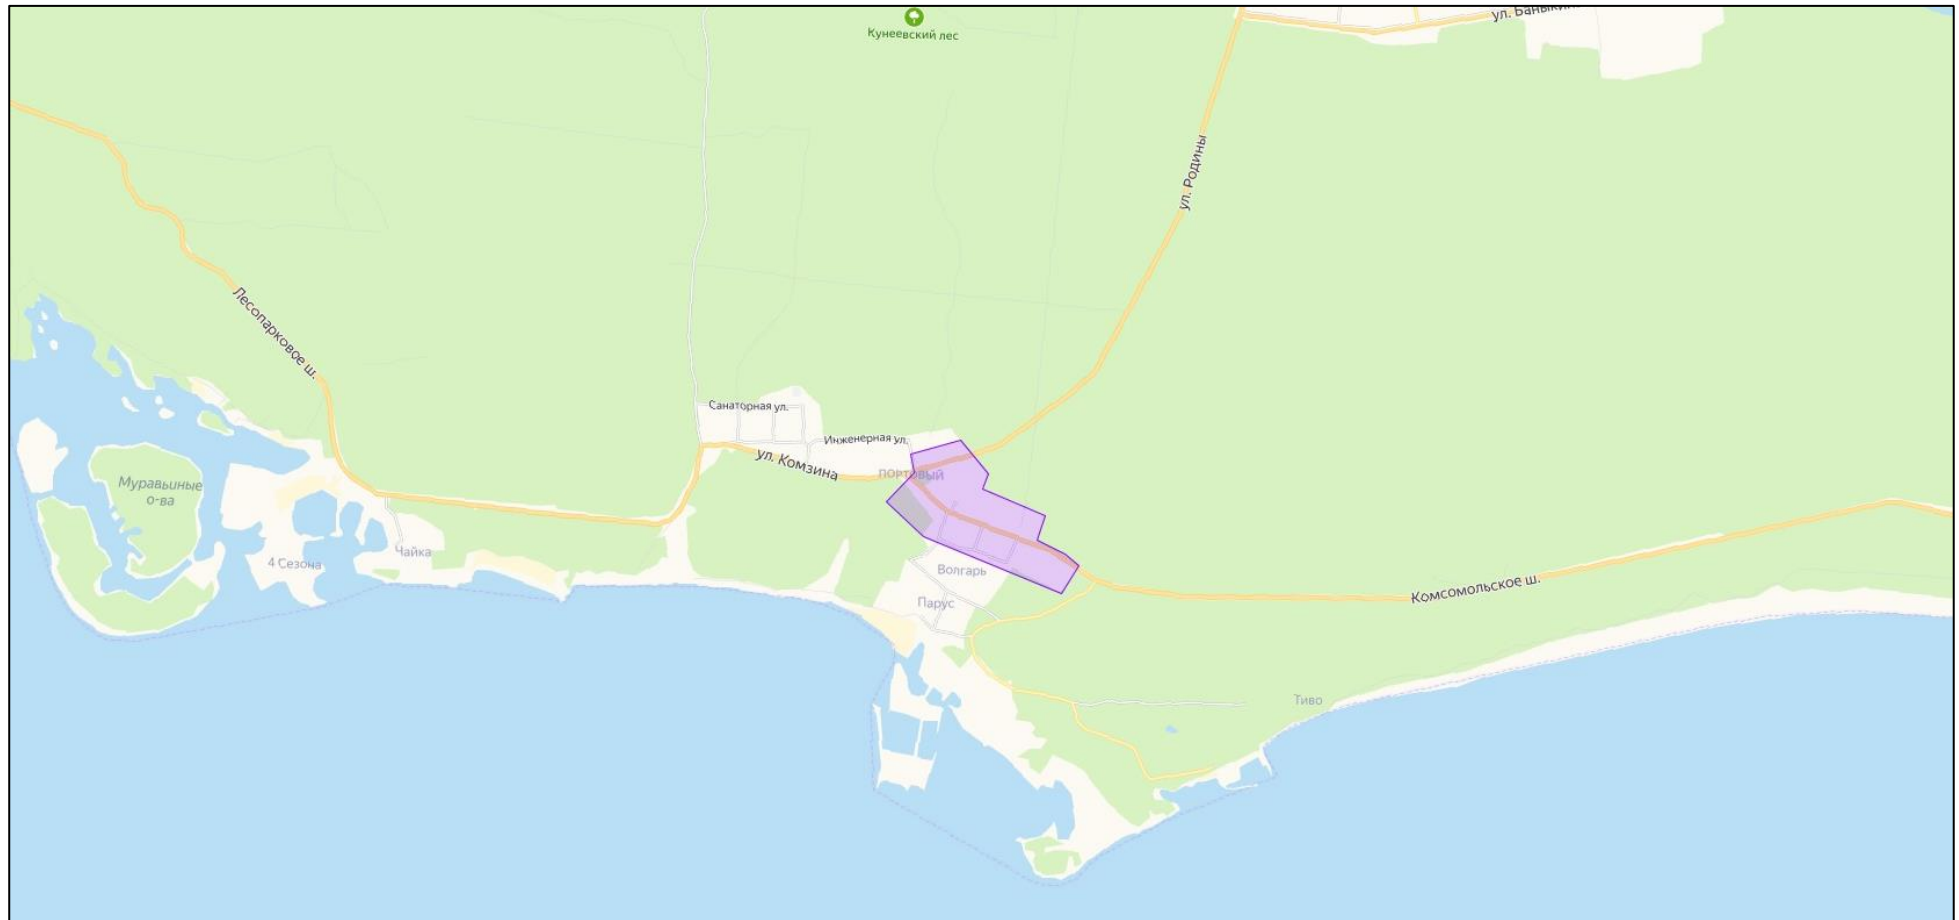 ул. Баныкина
Кунеевский лес
ул. Родины
Лесопарковое ш.
Санаторная ул.
Инженерная ул.
ул. Комзина
ПОРТОВЫЙ
Муравьиные
о-ва
4 Сезона
Чайка
Волгарь
Парус
Комсомольское ш.
Тиво